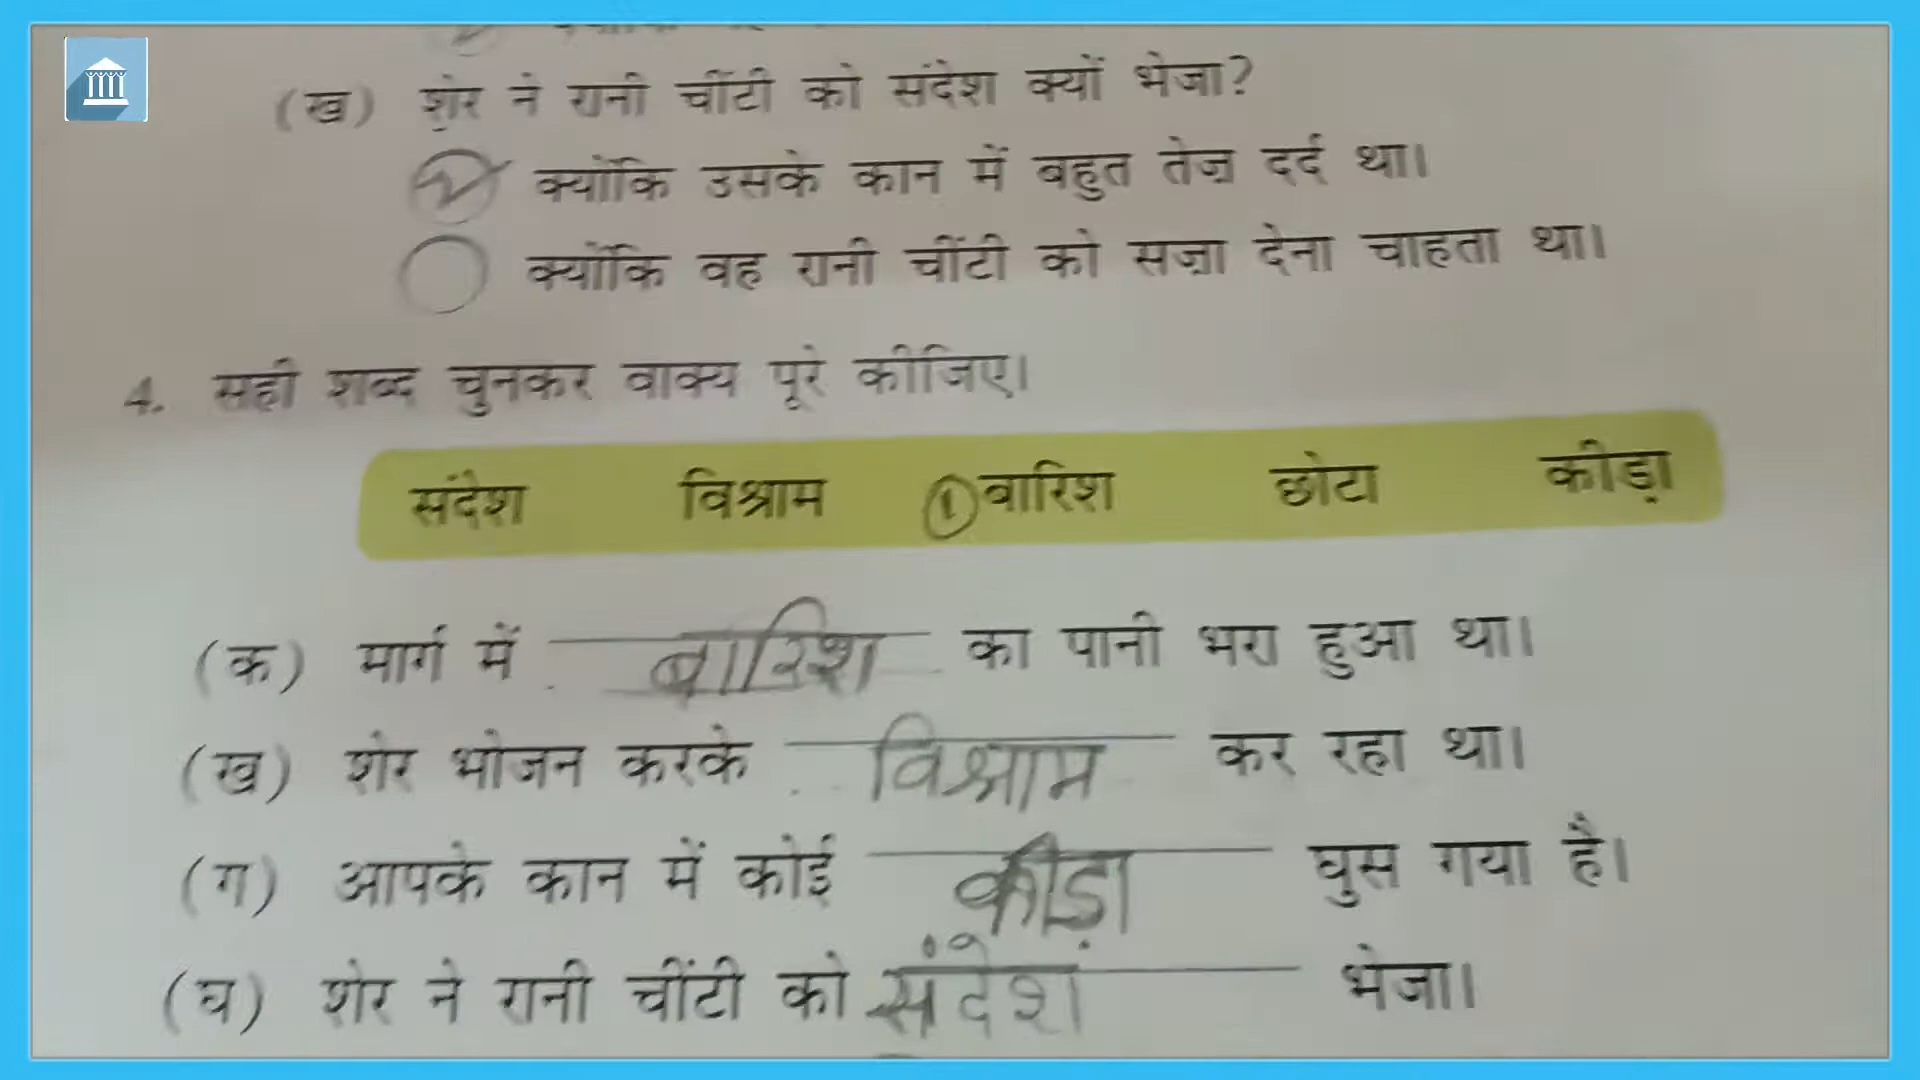 (ख) शेर ने रानी चींटी को संदेश क्यों भेजा?
क्योंकि उसके कान में बहुत तेज़ दर्द था।
क्योंकि वह रानी चींटी को सज़ा देना चाहता था।
4. सही शब्द चुनकर वाक्य पूरे कीजिए।
संदेश विश्राम 1 बारिश छोटा कीड़ा
(क) मार्ग में बारिश का पानी भरा हुआ था।
(ख) शेर भोजन करके विश्राम कर रहा था।
(ग) आपके कान में कोई कीड़ा घुस गया है।
(घ) शेर ने रानी चींटी को संदेश भेजा।